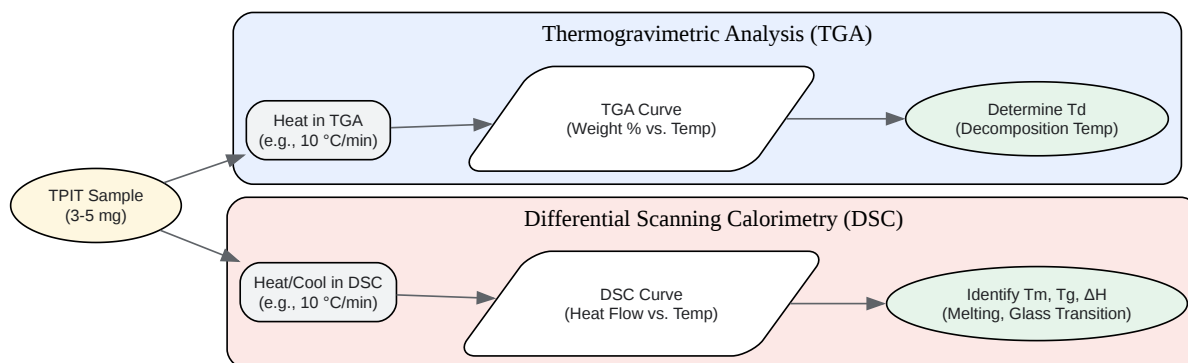 Thermogravimetric Analysis (TGA)
Heat in TGA
(e.g., 10 °C/min)
TGA Curve
(Weight % vs. Temp)
Determine Td
(Decomposition Temp)
TPIT Sample
(3-5 mg)
Differential Scanning Calorimetry (DSC)
Heat/Cool in DSC
(e.g., 10 °C/min)
DSC Curve
(Heat Flow vs. Temp)
Identify Tm, Tg, ΔH
(Melting, Glass Transition)